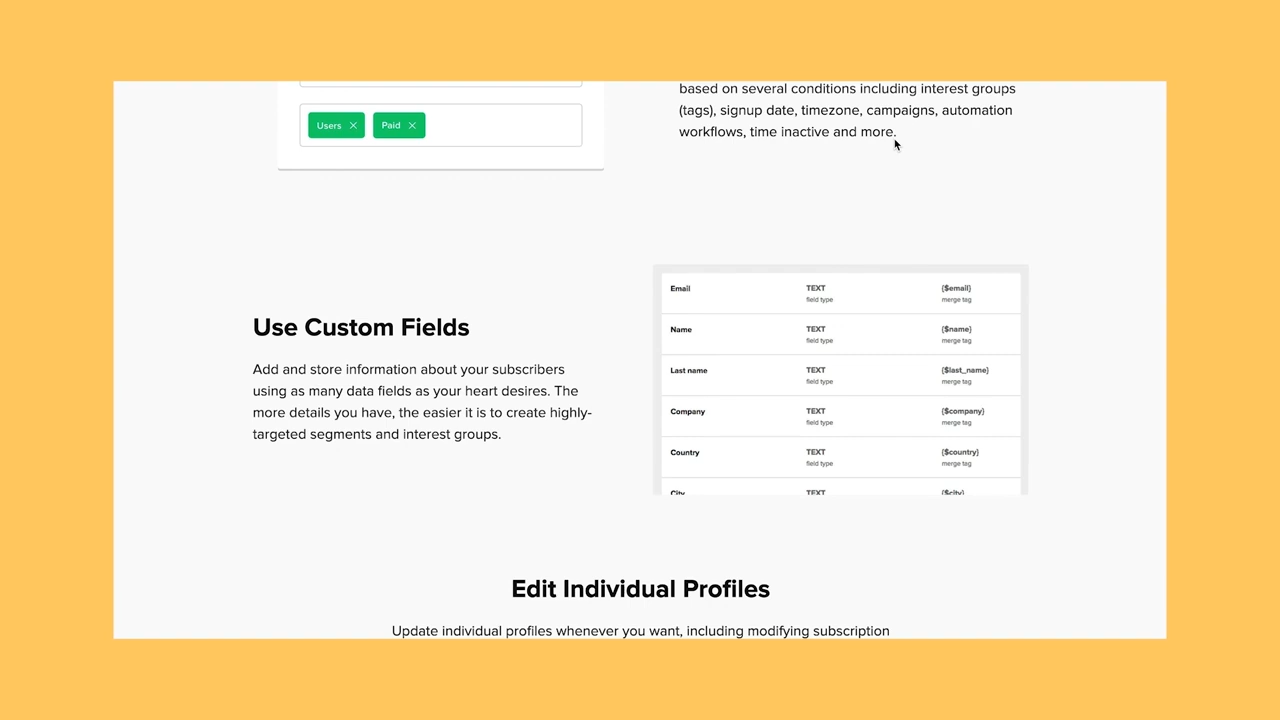 based on several conditions including interest groups
(tags), signup date, timezone, campaigns, automation
workflows, time inactive and more.
Users
Paid
Use Custom Fields
Add and store information about your subscribers
using as many data fields as your heart desires. The
more details you have, the easier it is to create highly-
targeted segments and interest groups.
Email TEXT {$email}
field type merge tag
Name TEXT {$name}
field type merge tag
Last name TEXT {$last_name}
field type merge tag
Company TEXT {$company}
field type merge tag
Country TEXT {$country}
field type merge tag
City TEXT {$city}
Edit Individual Profiles
Update individual profiles whenever you want, including modifying subscription